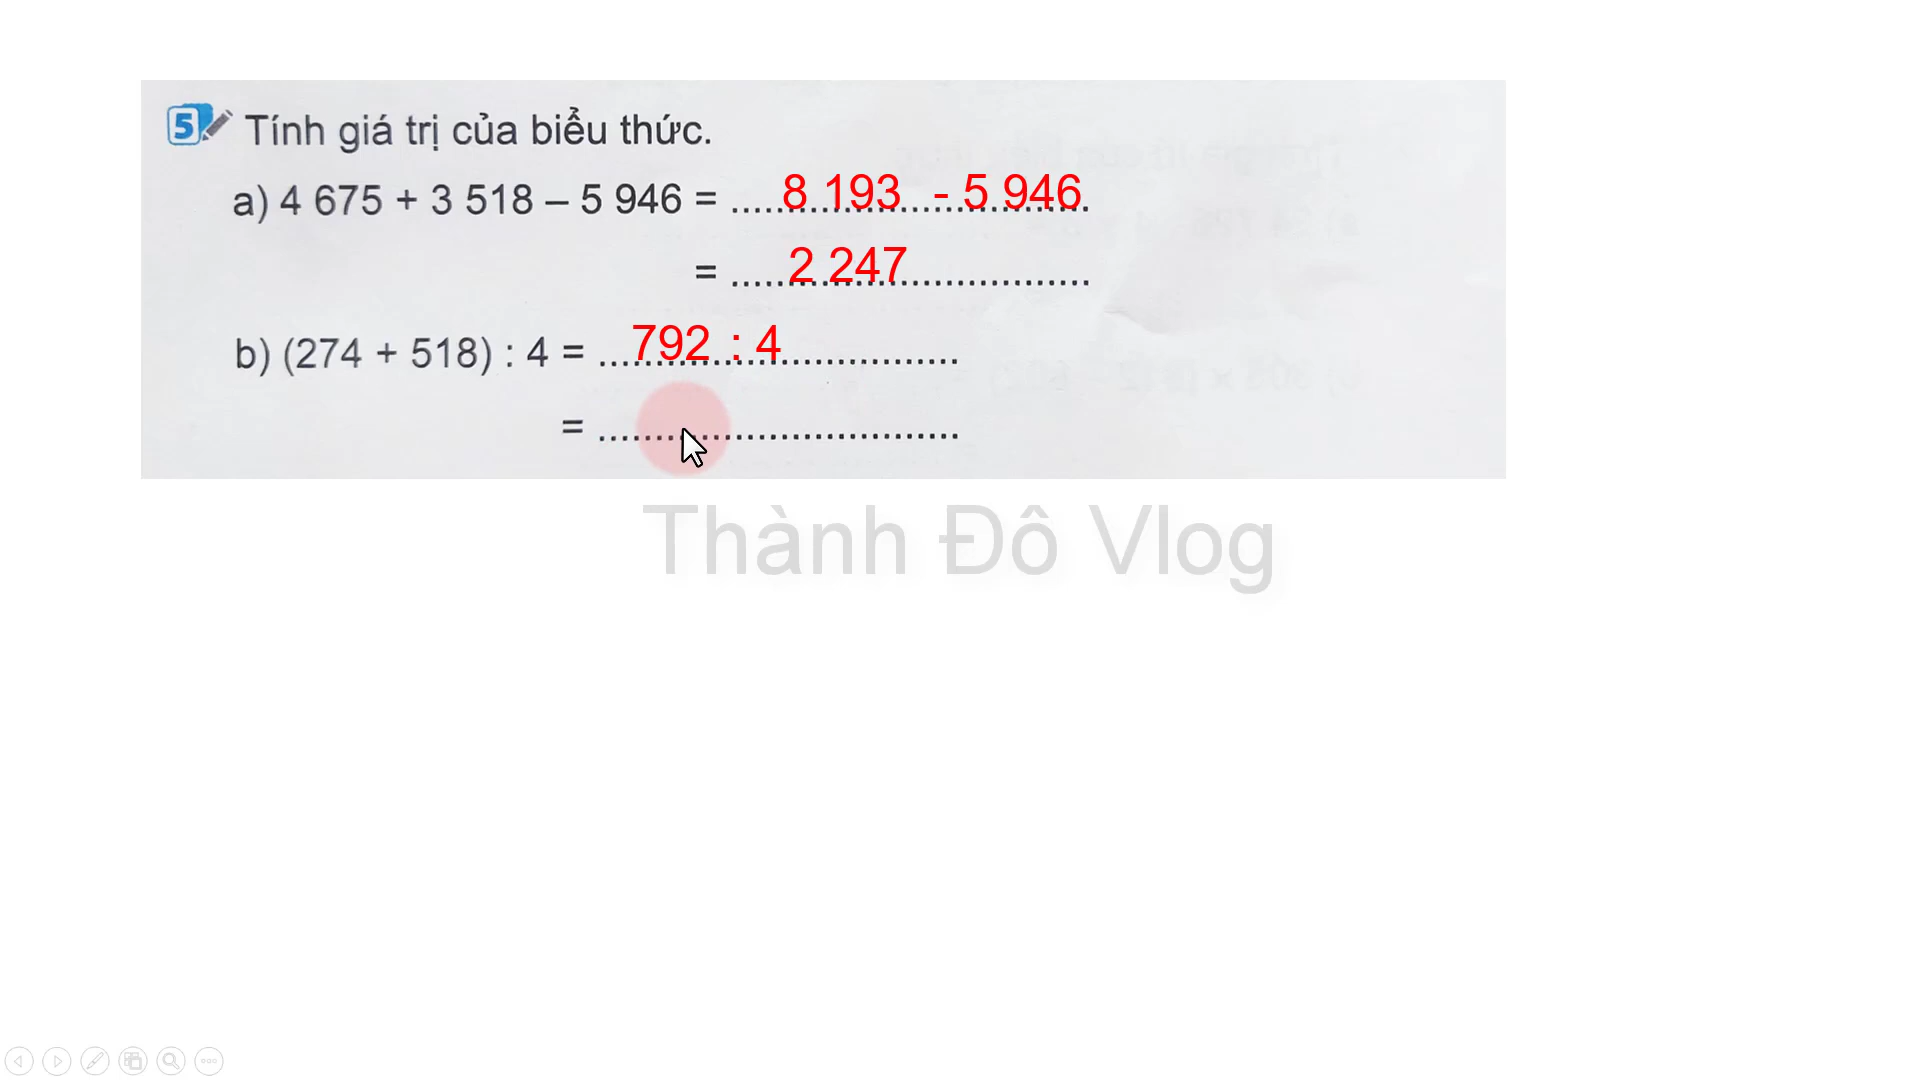 5 Tính giá trị của biểu thức.
a) 4 675 + 3 518 – 5 946 = .....8 193 - 5 946.
= .....2 247................
b) (274 + 518) : 4 = ...792 : 4................
= ................................
Thành Đô Vlog